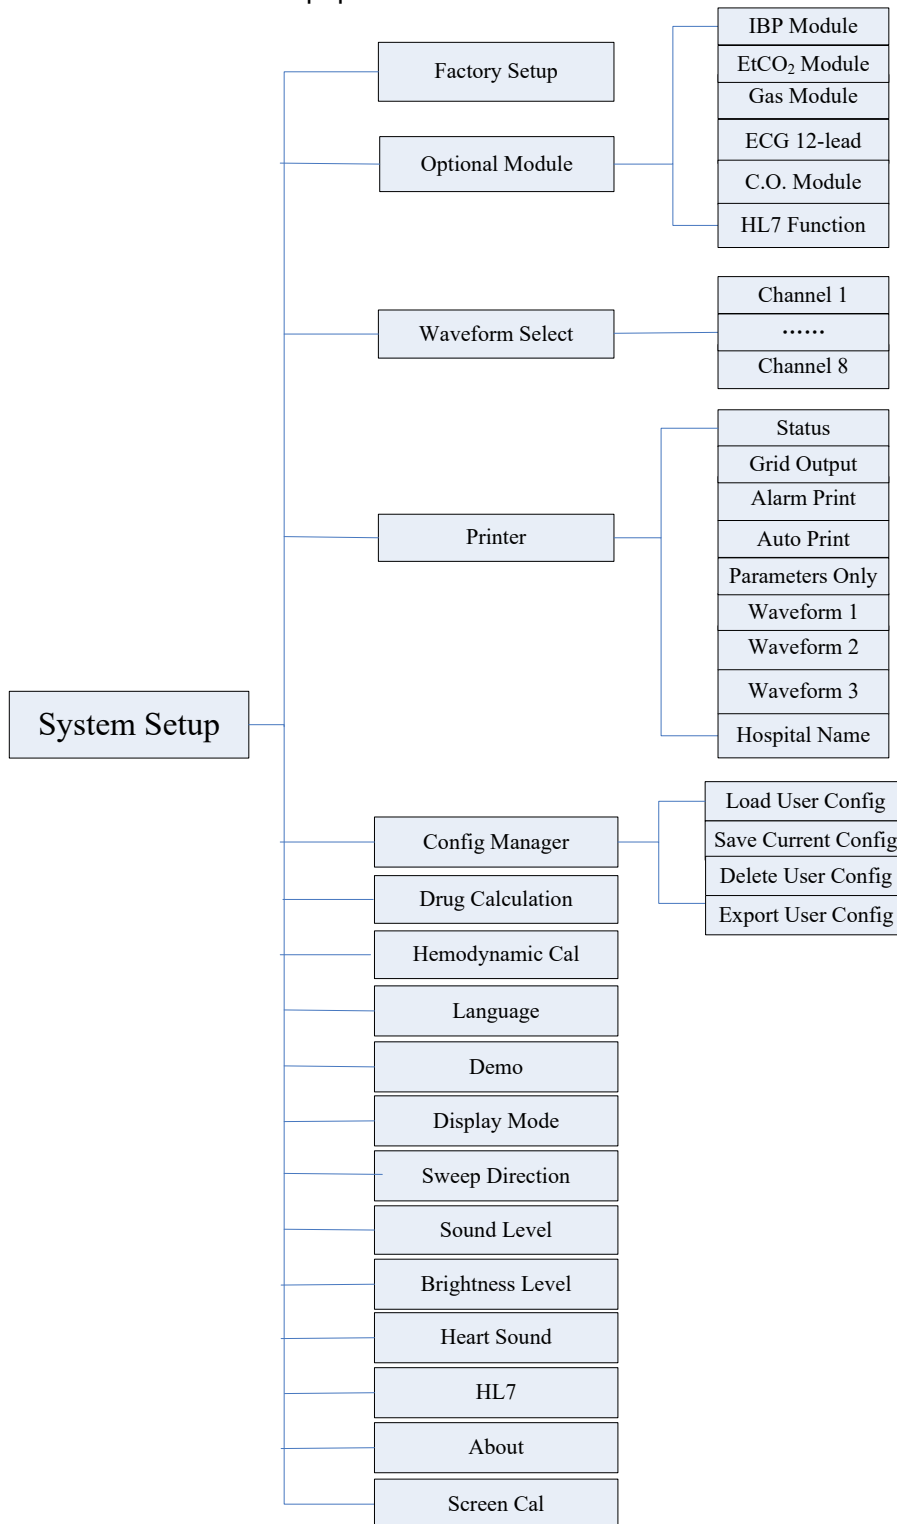 Factory Setup
Optional Module
IBP Module
EtCO₂ Module
Gas Module
ECG 12-lead
C.O. Module
HL7 Function
Waveform Select
Channel 1
......
Channel 8
Printer
Status
Grid Output
Alarm Print
Auto Print
Parameters Only
Waveform 1
Waveform 2
Waveform 3
Hospital Name
System Setup
Config Manager
Load User Config
Save Current Config
Delete User Config
Export User Config
Drug Calculation
Hemodynamic Cal
Language
Demo
Display Mode
Sweep Direction
Sound Level
Brightness Level
Heart Sound
HL7
About
Screen Cal